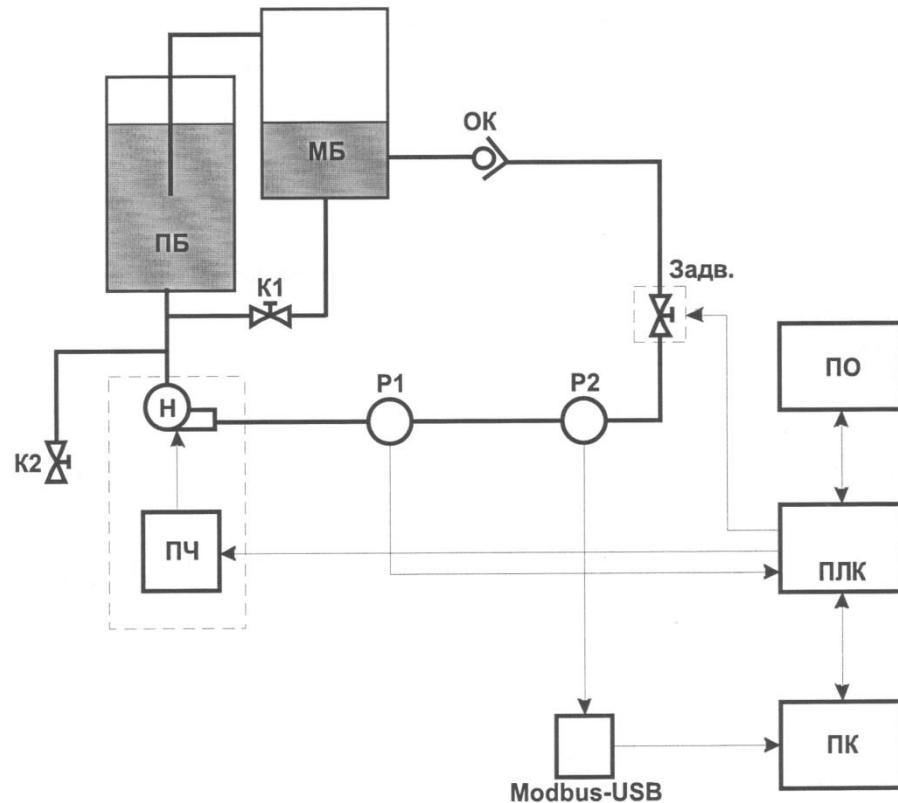 ОК
МБ
ПБ
К1
Задв.
ПО
Р1
Р2
Н
К2
ПЧ
ПЛК
ПК
Modbus-USB